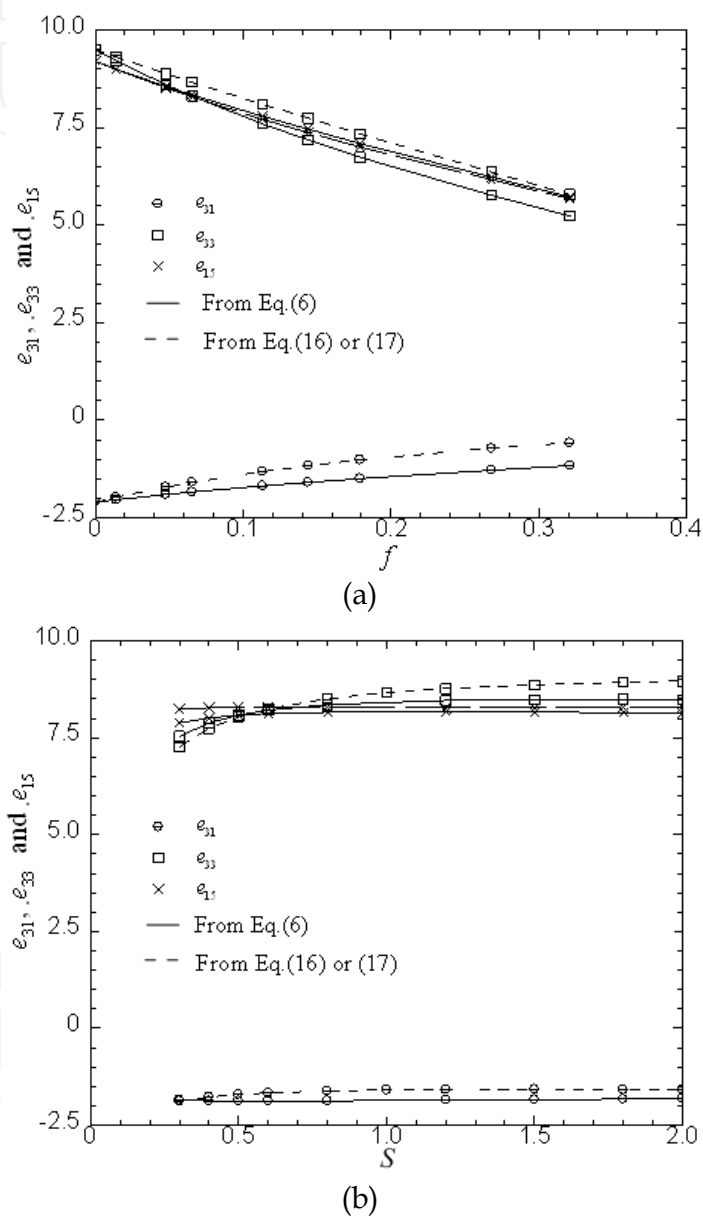 10.0
7.5
5.0
2.5
0
-2.5
e31, .e33 and .e15
e31
e33
e15
From Eq.(6)
From Eq.(16) or (17)
0 0.1 0.2 0.3 0.4
f
(a)
10.0
7.5
5.0
2.5
0
-2.5
e31, .e33 and .e15
e31
e33
e15
From Eq.(6)
From Eq.(16) or (17)
0 0.5 1.0 1.5 2.0
S
(b)